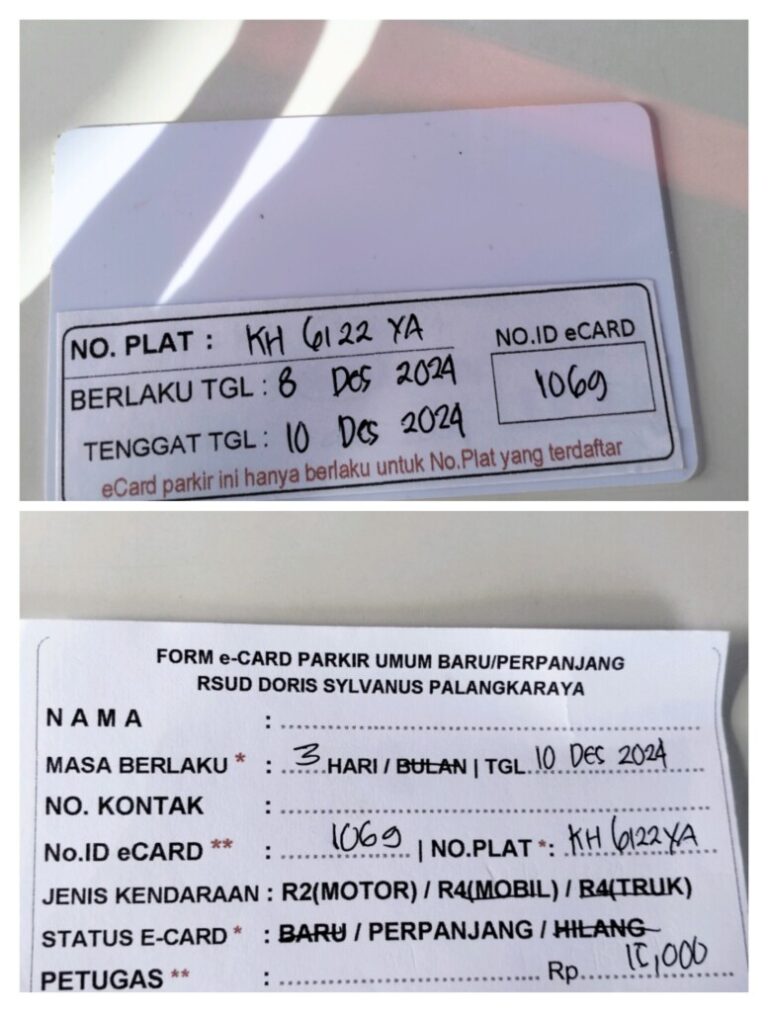 NO. PLAT : KH 6122 YA
NO.ID eCARD
BERLAKU TGL : 8 Des 2024
1069
TENGGAT TGL : 10 Des 2024
eCard parkir ini hanya berlaku untuk No.Plat yang terdaftar
FORM e-CARD PARKIR UMUM BARU/PERPANJANG
RSUD DORIS SYLVANUS PALANGKARAYA
NAMA :
MASA BERLAKU * : 3 HARI / BULAN | TGL 10 Des 2024
NO. KONTAK :
No.ID eCARD ** : 1069 | NO.PLAT *: KH 6122 YA
JENIS KENDARAAN : R2(MOTOR) / R4(MOBIL) / R4(TRUK)
STATUS E-CARD * : BARU / PERPANJANG / HILANG
PETUGAS ** : Rp